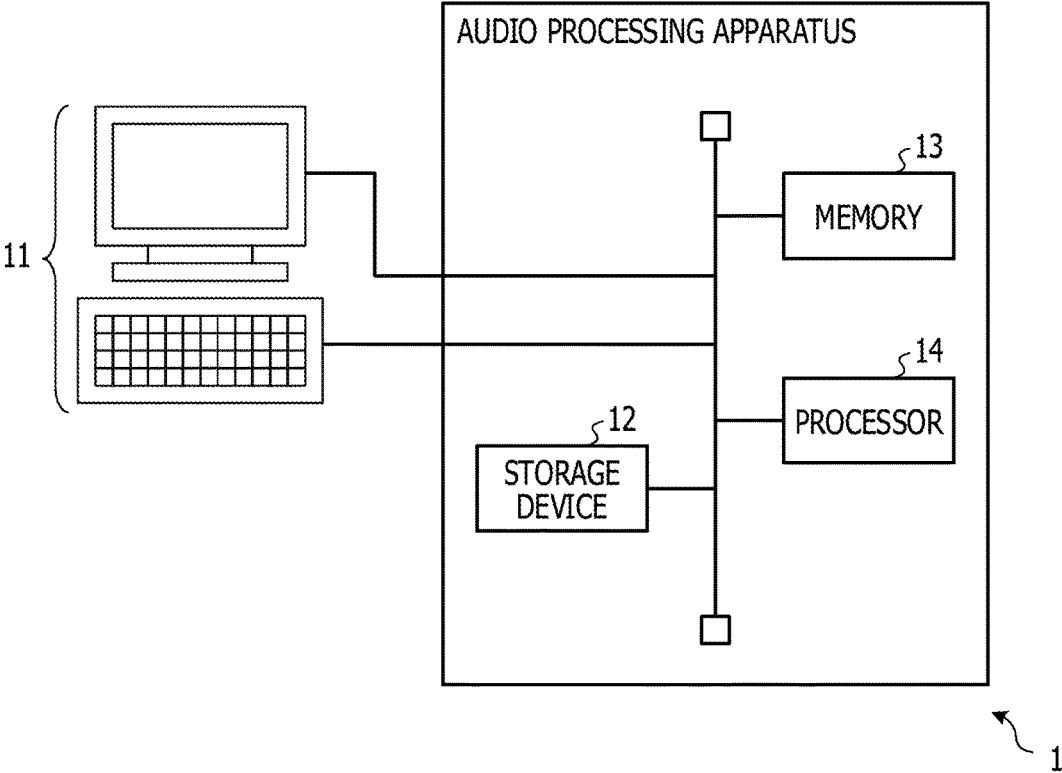 AUDIO PROCESSING APPARATUS
13
MEMORY
11
14
PROCESSOR
12
STORAGE
DEVICE
1